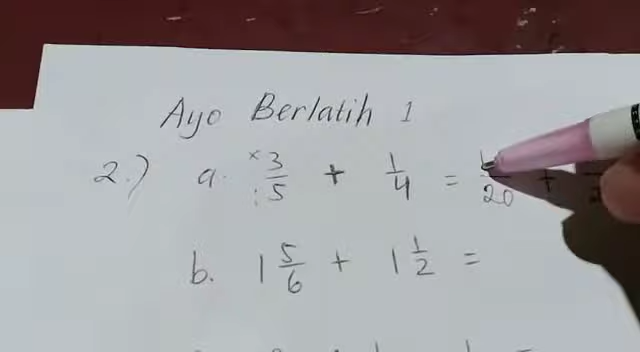 Ayo Berlatih 1
2.) a. × 3/5 : + 1/4 = /20 +
b. 1 5/6 + 1 1/2 =